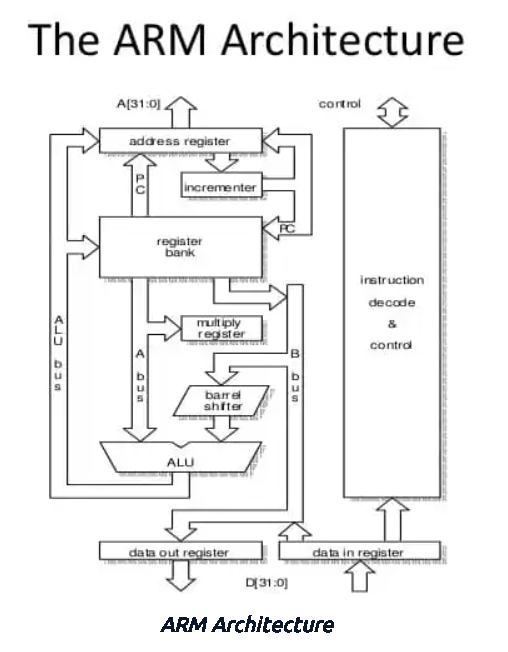 The ARM Architecture
A[31:0]
control
address register
P
C
incrementer
PC
register
bank
instruction
decode
&
control
multiply
register
A
L
U
b
u
s
A
b
u
s
B
b
u
s
barrel
shifter
ALU
data out register
data in register
D[31:0]
ARM Architecture